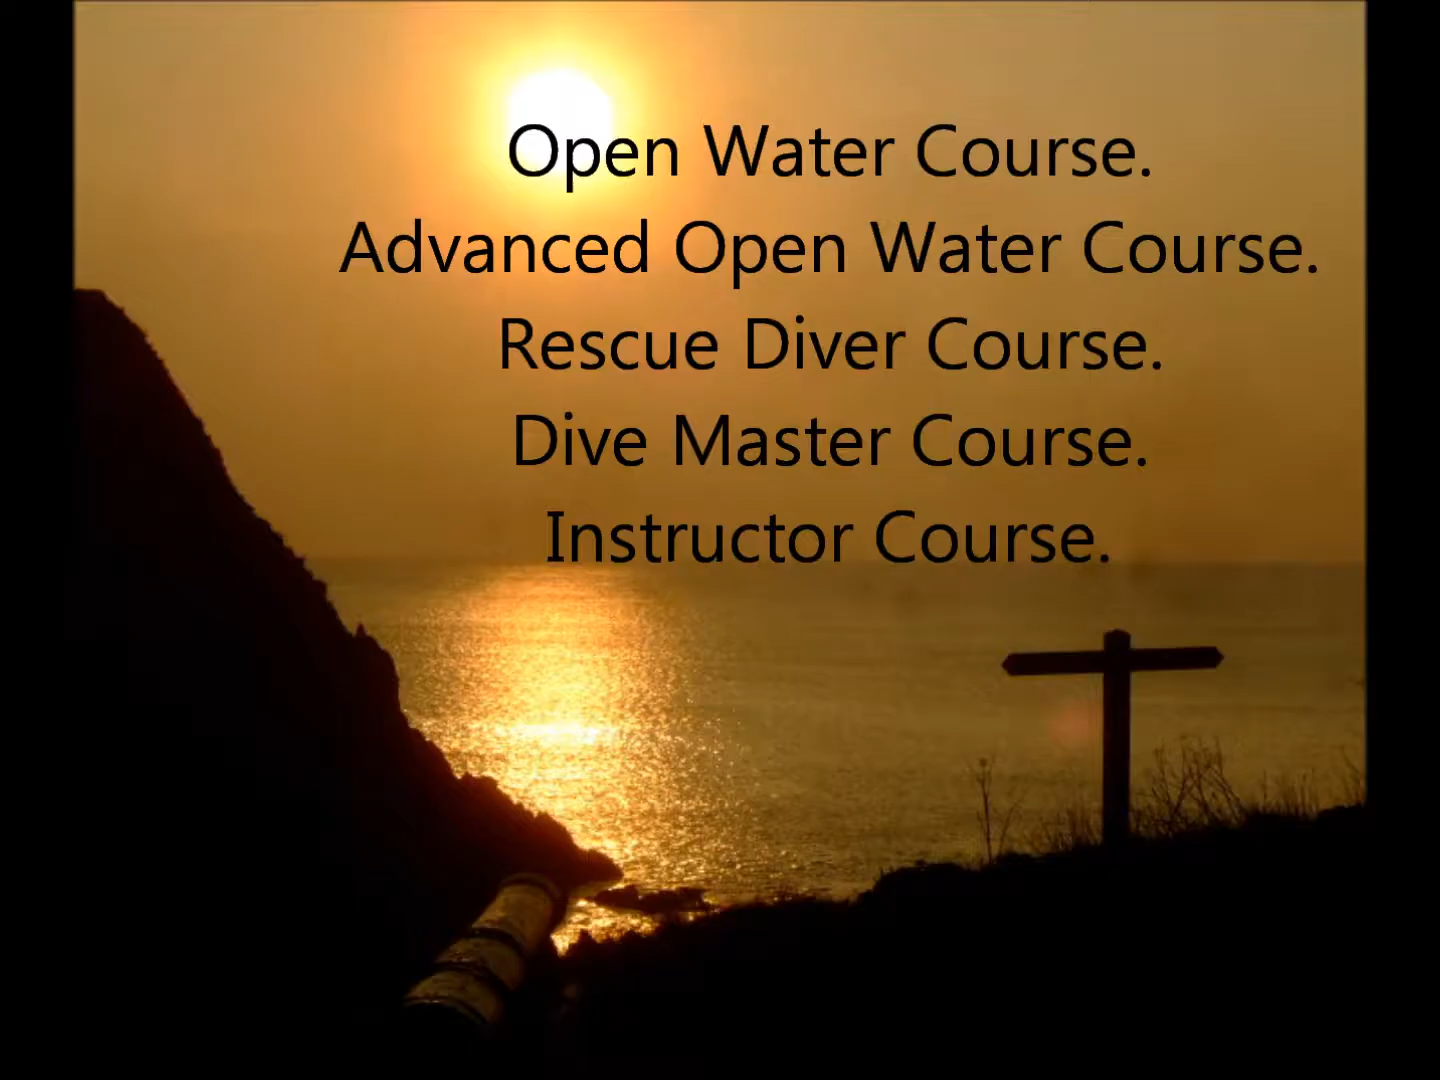 Open Water Course.
Advanced Open Water Course.
Rescue Diver Course.
Dive Master Course.
Instructor Course.